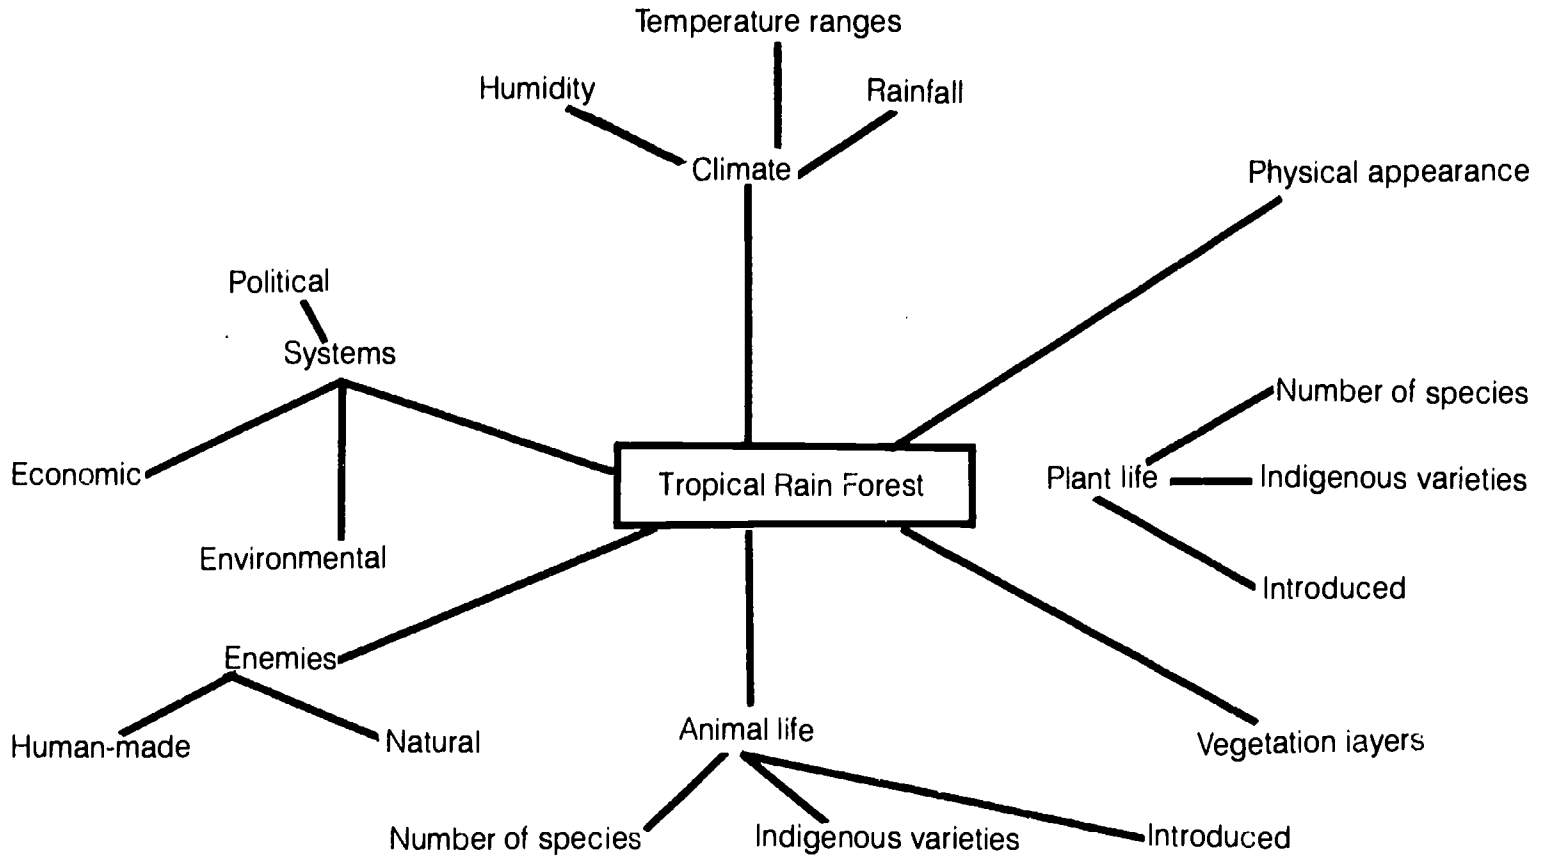 Temperature ranges
Humidity
Rainfall
Climate
Physical appearance
Political
Systems
Number of species
Economic
Tropical Rain Forest
Plant life
Indigenous varieties
Environmental
Introduced
Enemies
Human-made
Natural
Animal life
Vegetation layers
Number of species
Indigenous varieties
Introduced